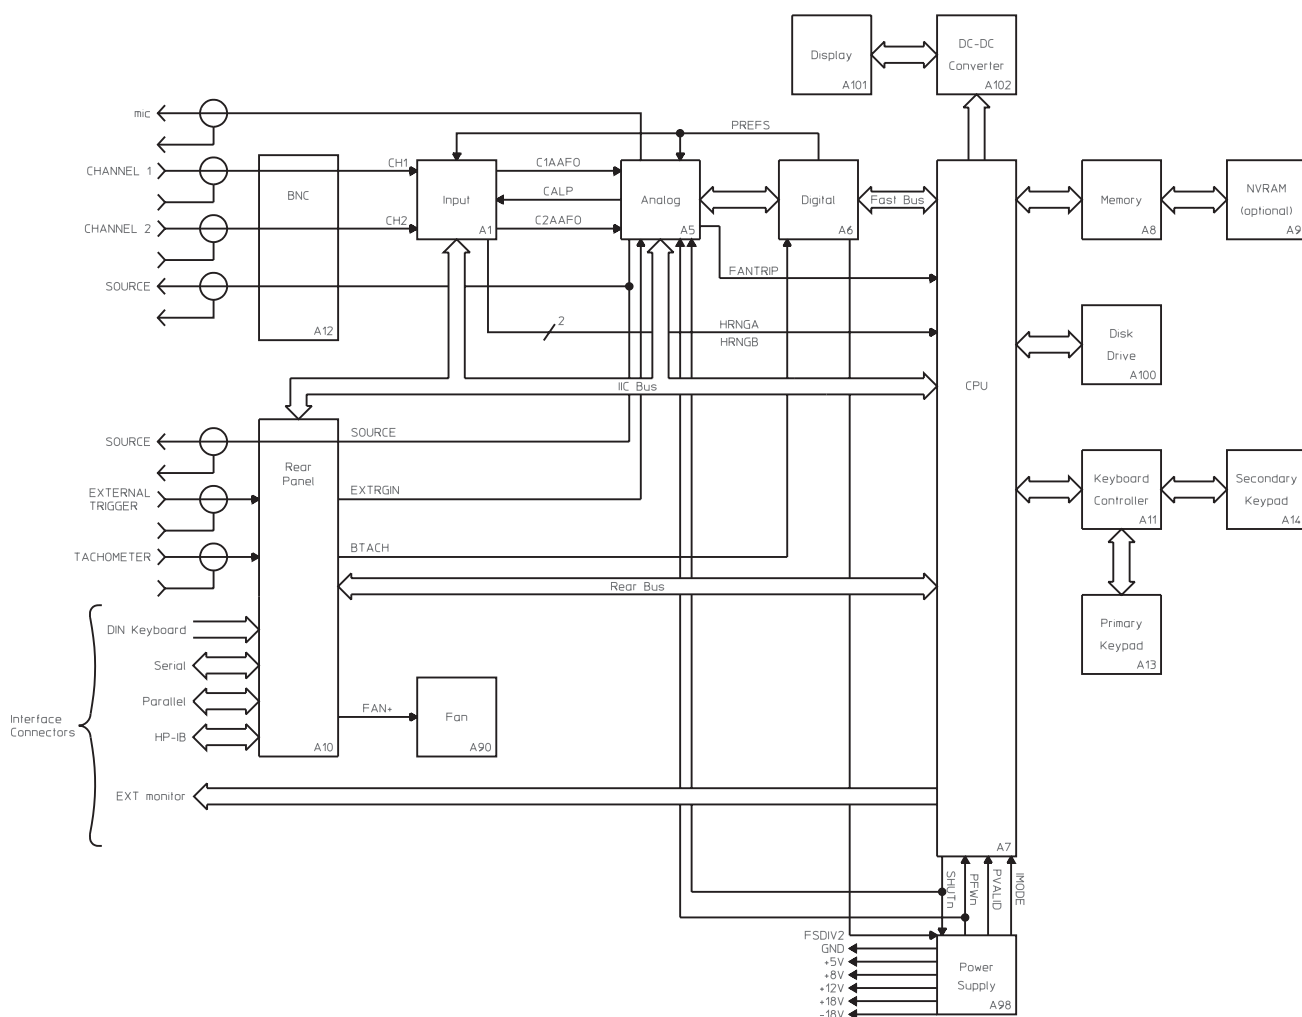 DC-DC
Converter
A102
Display
A101
mic
PREFS
CHANNEL 1
CH1
C1AAFO
BNC
Input
CALP
Analog
Digital
Fast Bus
Memory
NVRAM
(optional)
CHANNEL 2
CH2
C2AAFO
A1
A5
A6
A8
A9
SOURCE
FANTRIP
A12
2
HRNGA
HRNGB
Disk
Drive
A100
IIC Bus
CPU
SOURCE
SOURCE
Rear
Panel
EXTERNAL
TRIGGER
EXTRGIN
Keyboard
Controller
A11
Secondary
Keypad
A14
TACHOMETER
BTACH
Rear Bus
Primary
Keypad
A13
DIN Keyboard
Serial
Parallel
HP-IB
Interface
Connectors
EXT monitor
FAN+
Fan
A90
A10
A7
SHUTn
PFWn
PVALID
IMODE
FSDIV2
GND
+5V
+8V
+12V
+18V
-18V
Power
Supply
A98